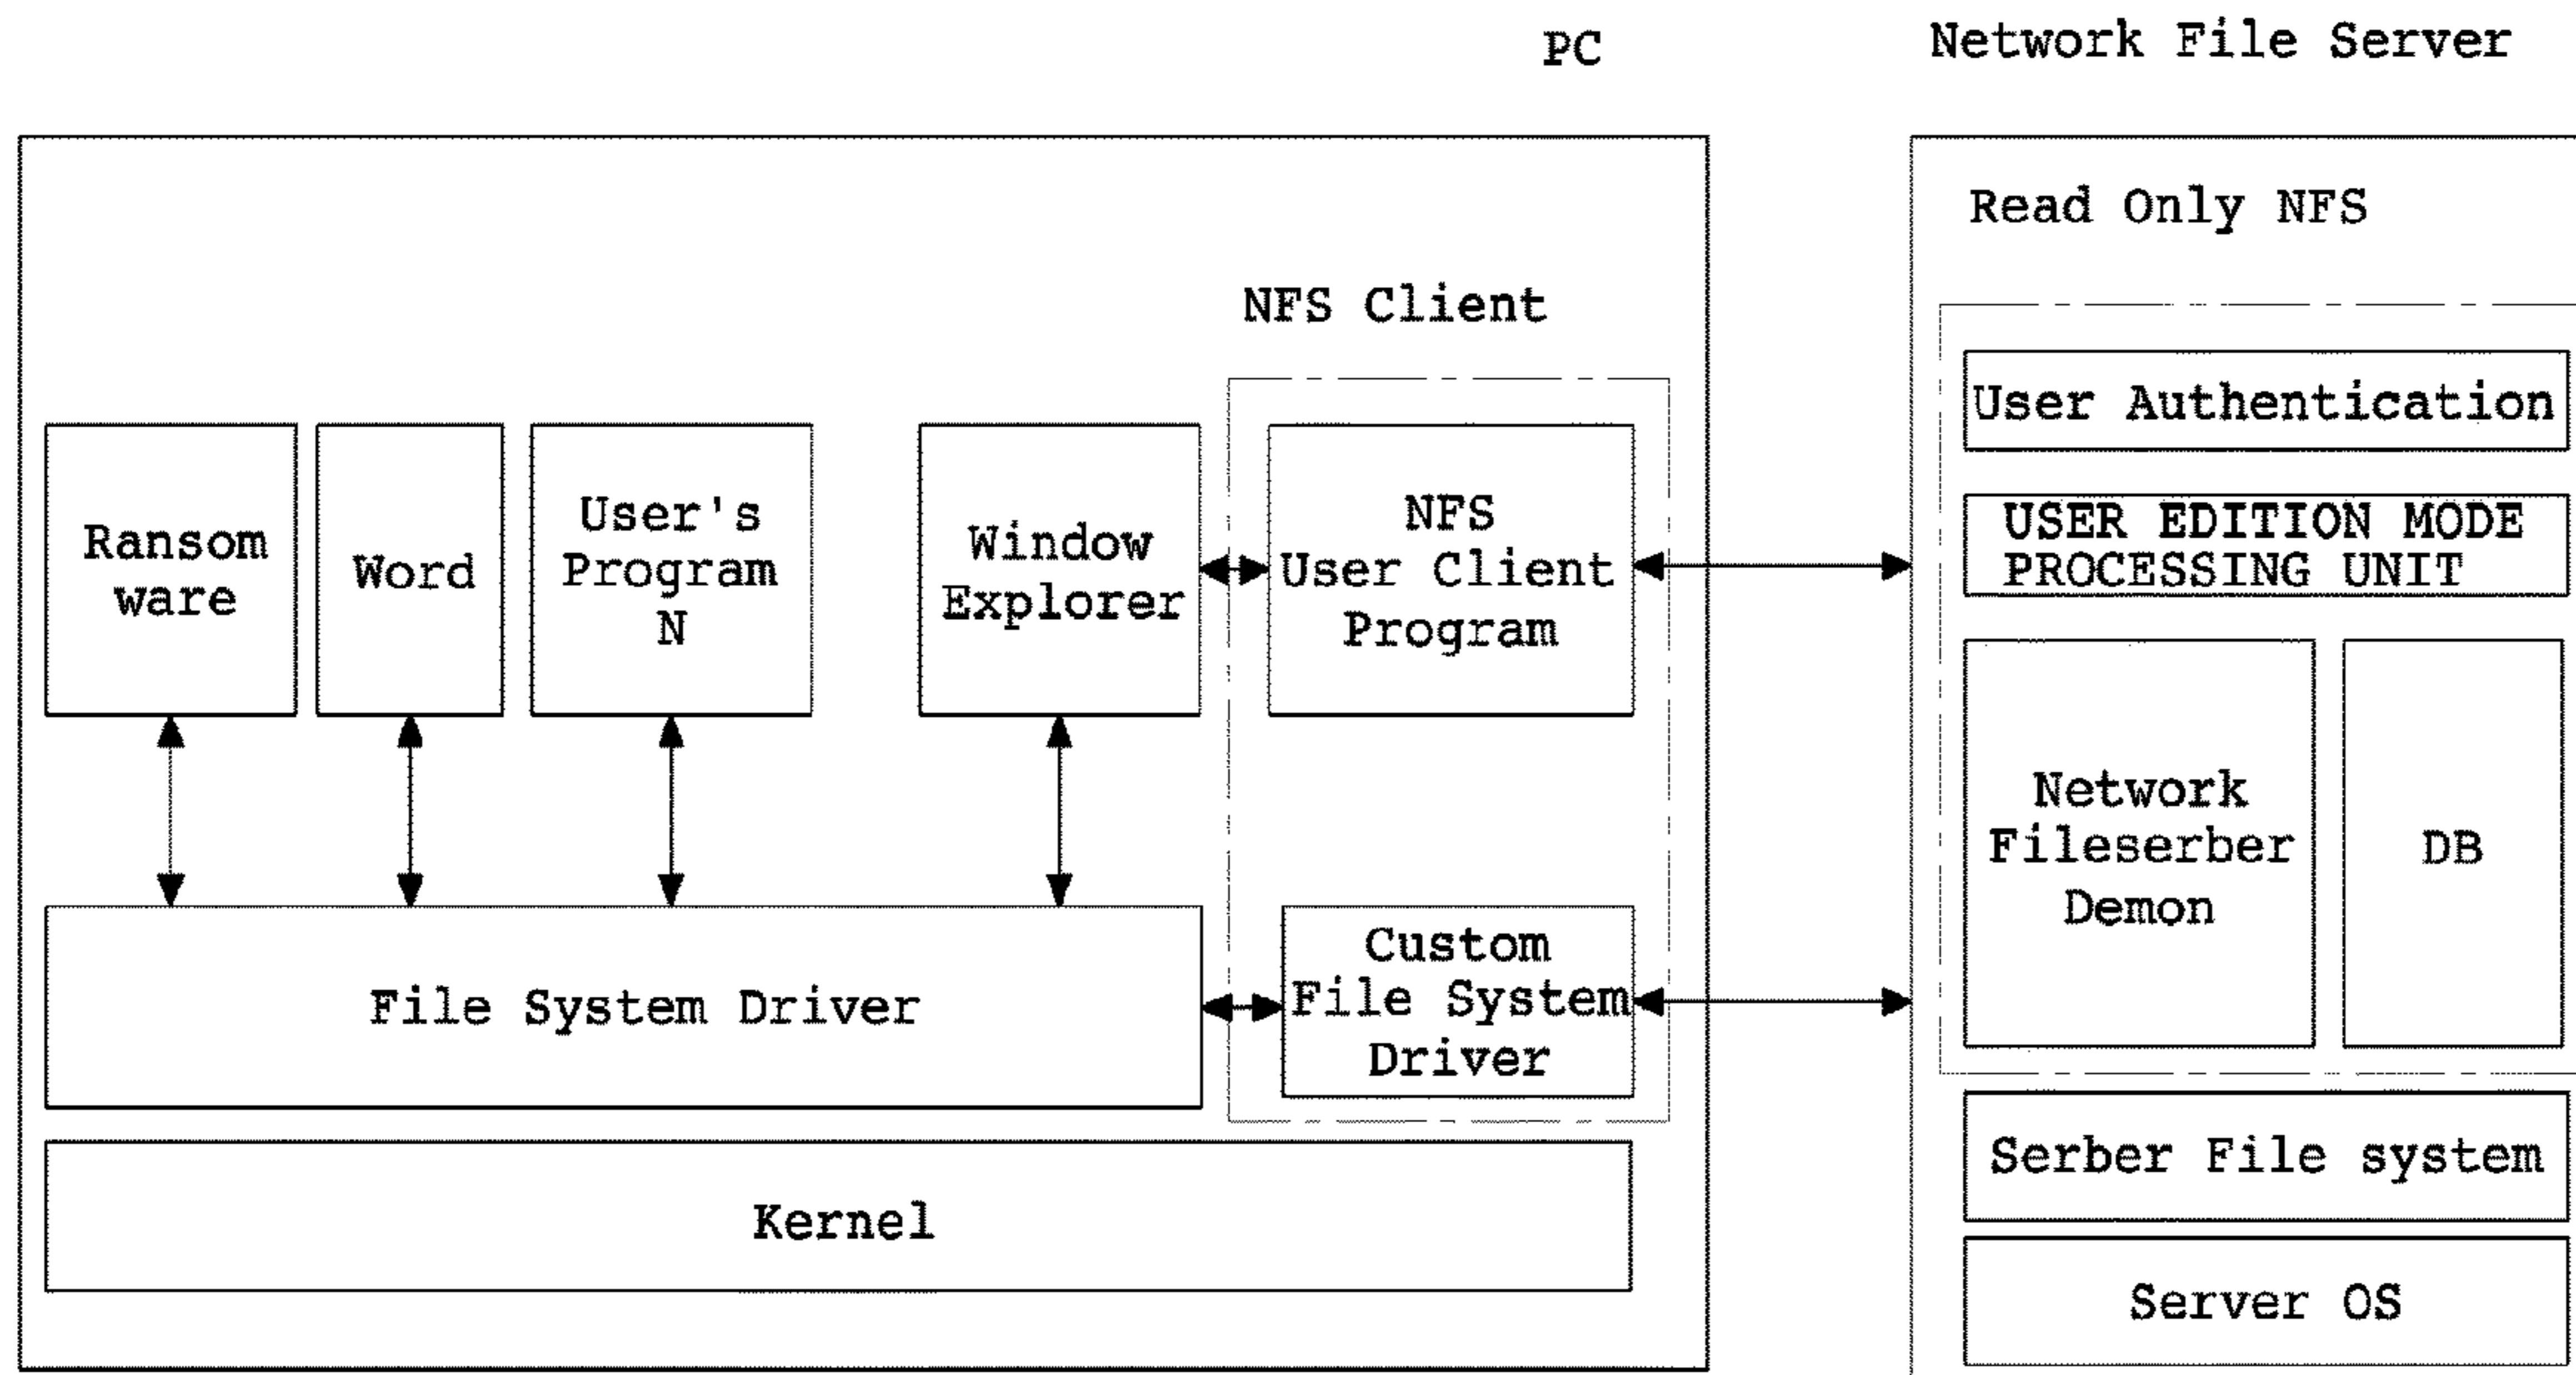 PC
Network File Server
Read Only NFS
NFS Client
Ransom
ware
Word
User's
Program
N
Window
Explorer
NFS
User Client
Program
User Authentication
USER EDITION MODE
PROCESSING UNIT
Network
Fileserber
Demon
DB
File System Driver
Custom
File System
Driver
Kernel
Serber File system
Server OS